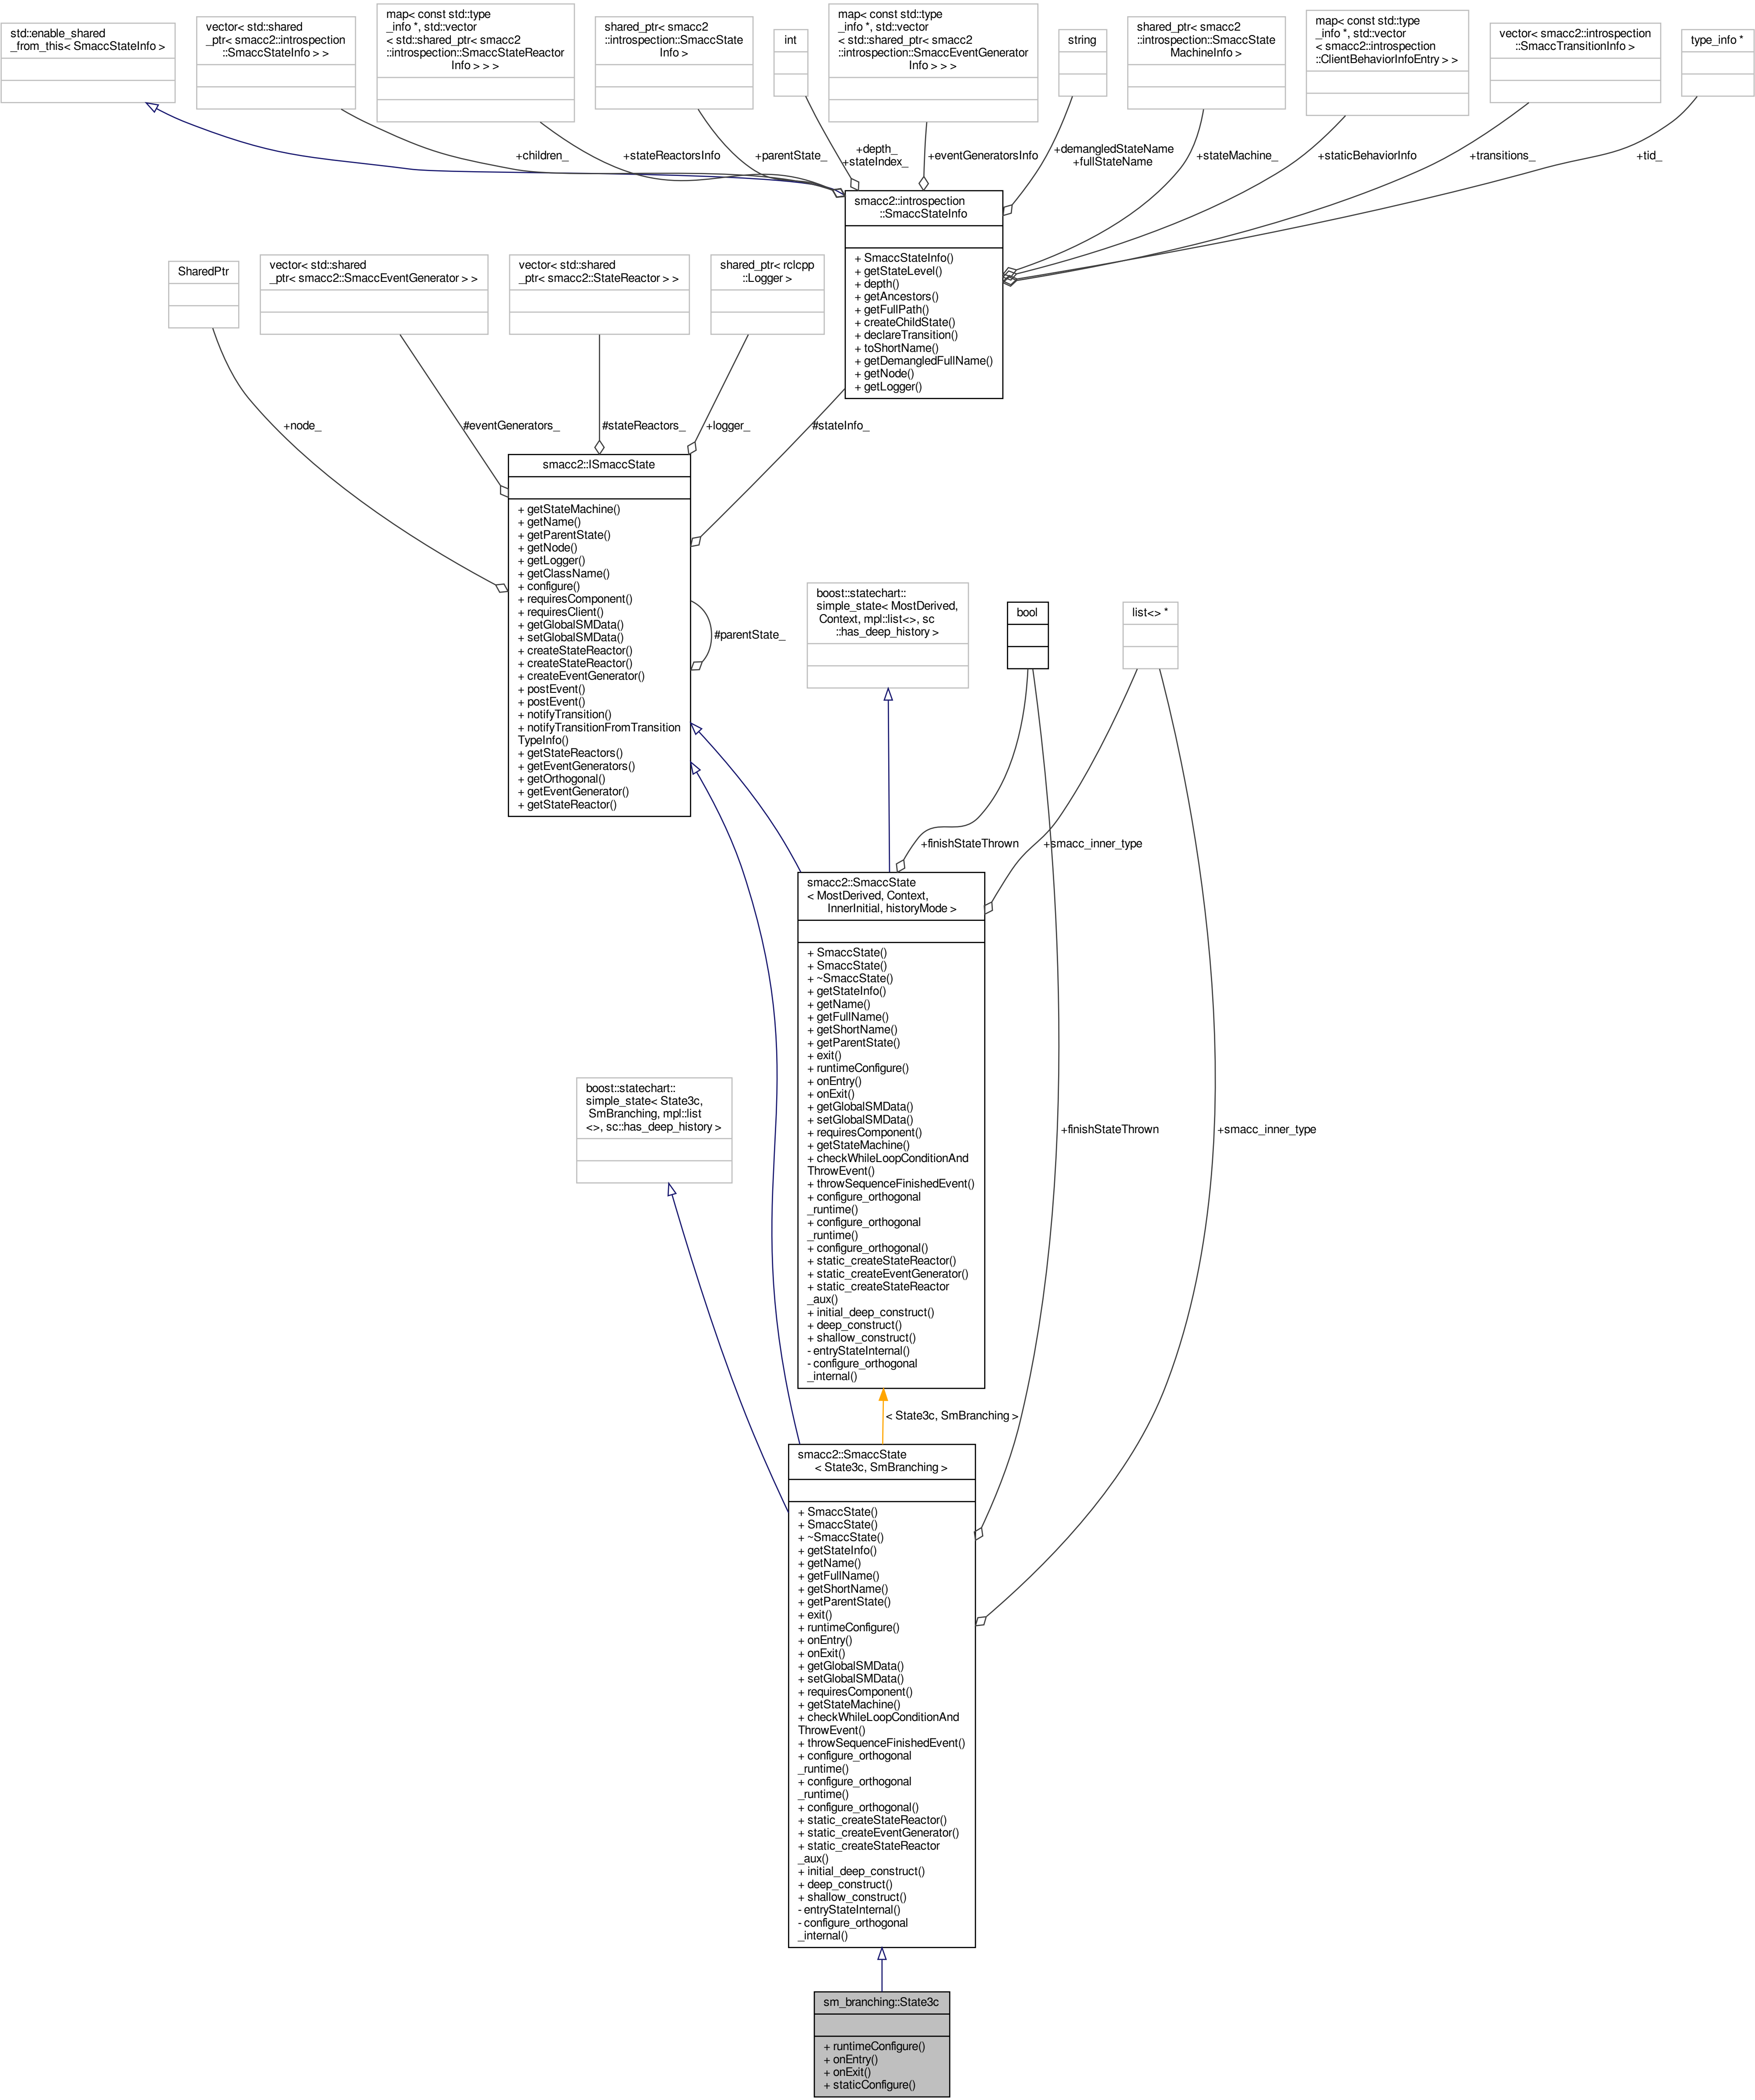 std::enable_shared
_from_this< SmaccStateInfo >
vector< std::shared
_ptr< smacc2::introspection
::SmaccStateInfo > >
map< const std::type
_info *, std::vector
< std::shared_ptr< smacc2
::introspection::SmaccStateReactor
Info > > >
shared_ptr< smacc2
::introspection::SmaccState
Info >
int
map< const std::type
_info *, std::vector
< std::shared_ptr< smacc2
::introspection::SmaccEventGenerator
Info > > >
string
shared_ptr< smacc2
::introspection::SmaccState
MachineInfo >
map< const std::type
_info *, std::vector
< smacc2::introspection
::ClientBehaviorInfoEntry > >
vector< smacc2::introspection
::SmaccTransitionInfo >
type_info *
+children_
+stateReactorsInfo
+parentState_
+depth_
+stateIndex_
+eventGeneratorsInfo
+demangledStateName
+fullStateName
+stateMachine_
+staticBehaviorInfo
+transitions_
+tid_
smacc2::introspection
::SmaccStateInfo
+ SmaccStateInfo()
+ getStateLevel()
+ depth()
+ getAncestors()
+ getFullPath()
+ createChildState()
+ declareTransition()
+ toShortName()
+ getDemangledFullName()
+ getNode()
+ getLogger()
SharedPtr
vector< std::shared
_ptr< smacc2::SmaccEventGenerator > >
vector< std::shared
_ptr< smacc2::StateReactor > >
shared_ptr< rclcpp
::Logger >
+node_
#eventGenerators_
#stateReactors_
+logger_
#stateInfo_
smacc2::ISmaccState
+ getStateMachine()
+ getName()
+ getParentState()
+ getNode()
+ getLogger()
+ getClassName()
+ configure()
+ requiresComponent()
+ requiresClient()
+ getGlobalSMData()
+ setGlobalSMData()
+ createStateReactor()
+ createStateReactor()
+ createEventGenerator()
+ postEvent()
+ postEvent()
+ notifyTransition()
+ notifyTransitionFromTransition
TypeInfo()
+ getStateReactors()
+ getEventGenerators()
+ getOrthogonal()
+ getEventGenerator()
+ getStateReactor()
#parentState_
boost::statechart::
simple_state< MostDerived,
Context, mpl::list<>, sc
::has_deep_history >
bool
list<> *
+finishStateThrown
+smacc_inner_type
smacc2::SmaccState
< MostDerived, Context,
InnerInitial, historyMode >
+ SmaccState()
+ SmaccState()
+ ~SmaccState()
+ getStateInfo()
+ getName()
+ getFullName()
+ getShortName()
+ getParentState()
+ exit()
+ runtimeConfigure()
+ onEntry()
+ onExit()
+ getGlobalSMData()
+ setGlobalSMData()
+ requiresComponent()
+ getStateMachine()
+ checkWhileLoopConditionAnd
ThrowEvent()
+ throwSequenceFinishedEvent()
+ configure_orthogonal
_runtime()
+ configure_orthogonal
_runtime()
+ configure_orthogonal()
+ static_createStateReactor()
+ static_createEventGenerator()
+ static_createStateReactor
_aux()
+ initial_deep_construct()
+ deep_construct()
+ shallow_construct()
- entryStateInternal()
- configure_orthogonal
_internal()
boost::statechart::
simple_state< State3c,
SmBranching, mpl::list
<>, sc::has_deep_history >
+finishStateThrown
+smacc_inner_type
< State3c, SmBranching >
smacc2::SmaccState
< State3c, SmBranching >
+ SmaccState()
+ SmaccState()
+ ~SmaccState()
+ getStateInfo()
+ getName()
+ getFullName()
+ getShortName()
+ getParentState()
+ exit()
+ runtimeConfigure()
+ onEntry()
+ onExit()
+ getGlobalSMData()
+ setGlobalSMData()
+ requiresComponent()
+ getStateMachine()
+ checkWhileLoopConditionAnd
ThrowEvent()
+ throwSequenceFinishedEvent()
+ configure_orthogonal
_runtime()
+ configure_orthogonal
_runtime()
+ configure_orthogonal()
+ static_createStateReactor()
+ static_createEventGenerator()
+ static_createStateReactor
_aux()
+ initial_deep_construct()
+ deep_construct()
+ shallow_construct()
- entryStateInternal()
- configure_orthogonal
_internal()
sm_branching::State3c
+ runtimeConfigure()
+ onEntry()
+ onExit()
+ staticConfigure()